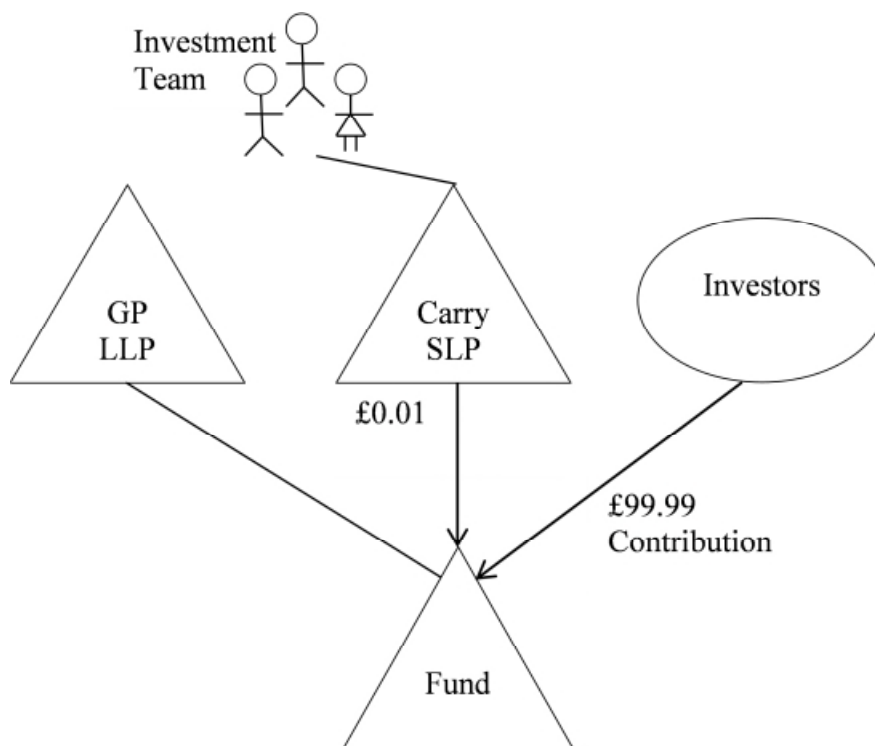 Investment
Team
GP
LLP
Carry
SLP
Investors
£0.01
£99.99
Contribution
Fund